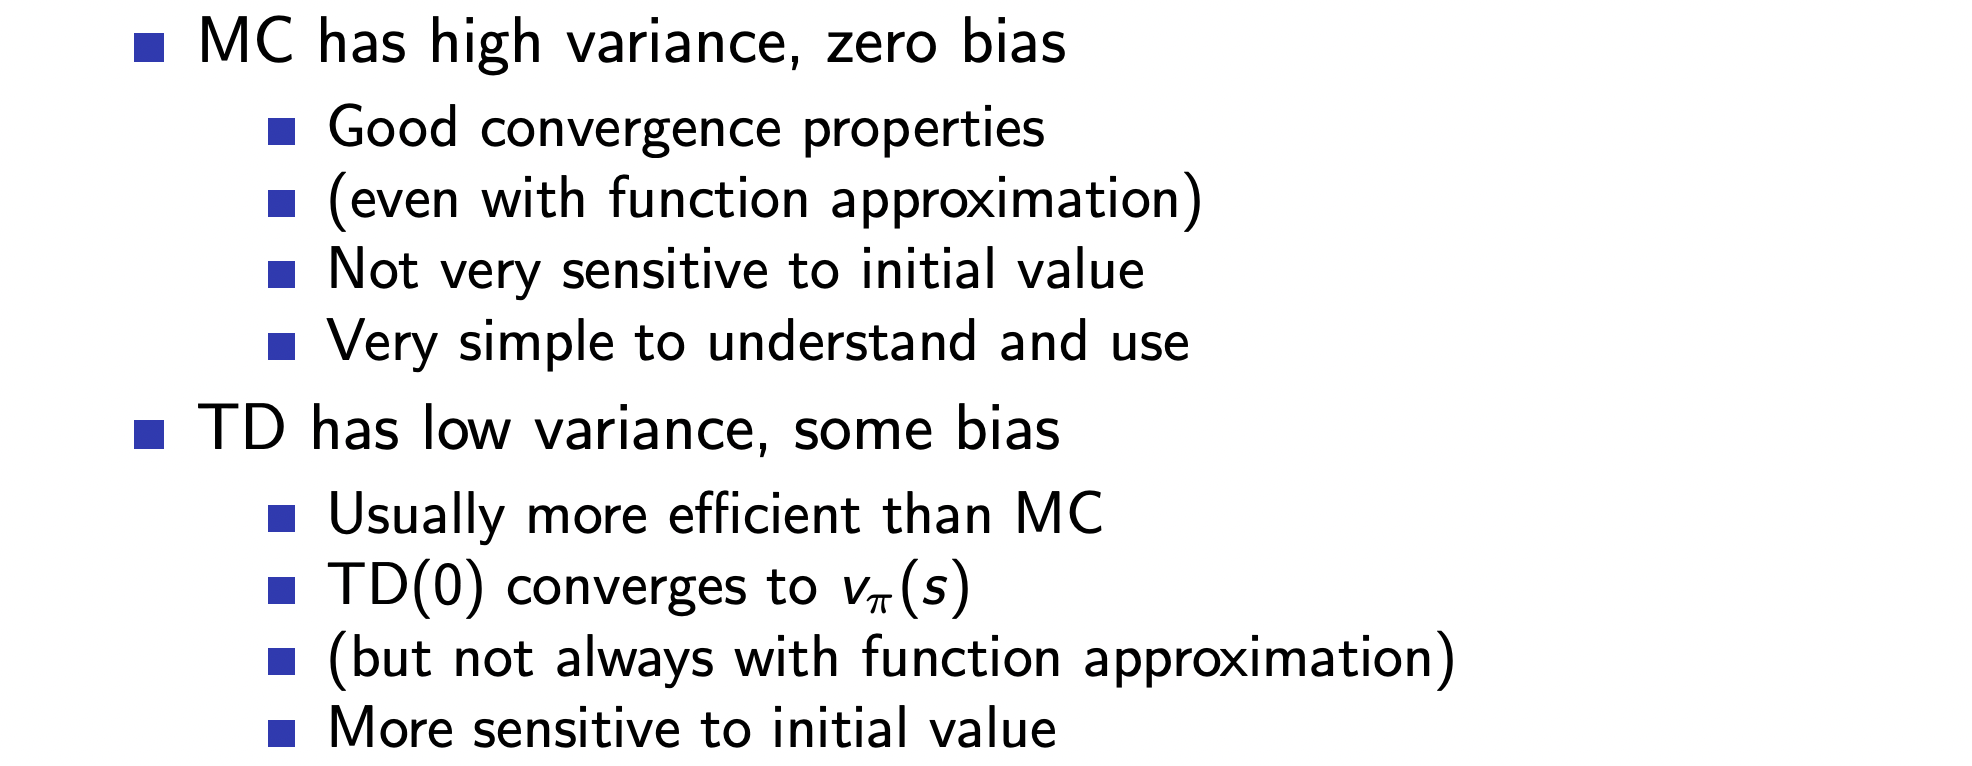 MC has high variance, zero bias
Good convergence properties
(even with function approximation)
Not very sensitive to initial value
Very simple to understand and use
TD has low variance, some bias
Usually more efficient than MC
TD(0) converges to vπ(s)
(but not always with function approximation)
More sensitive to initial value